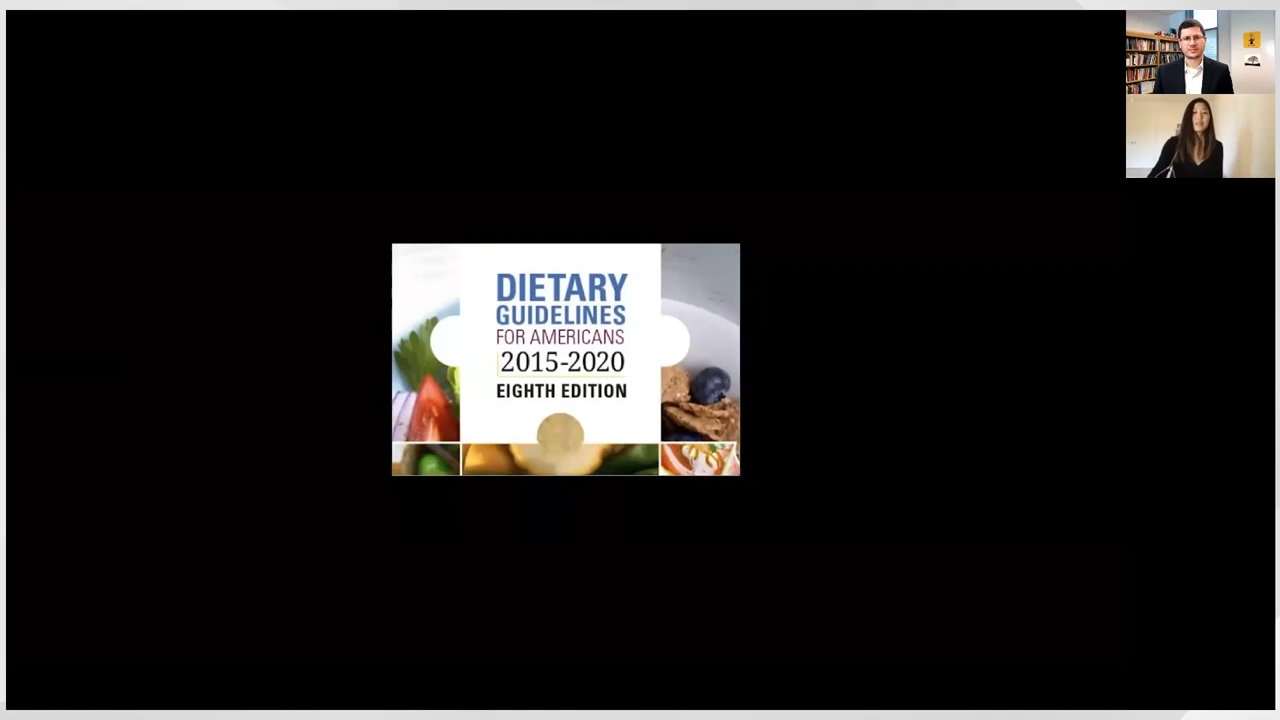 DIETARY
GUIDELINES
FOR AMERICANS
2015-2020
EIGHTH EDITION